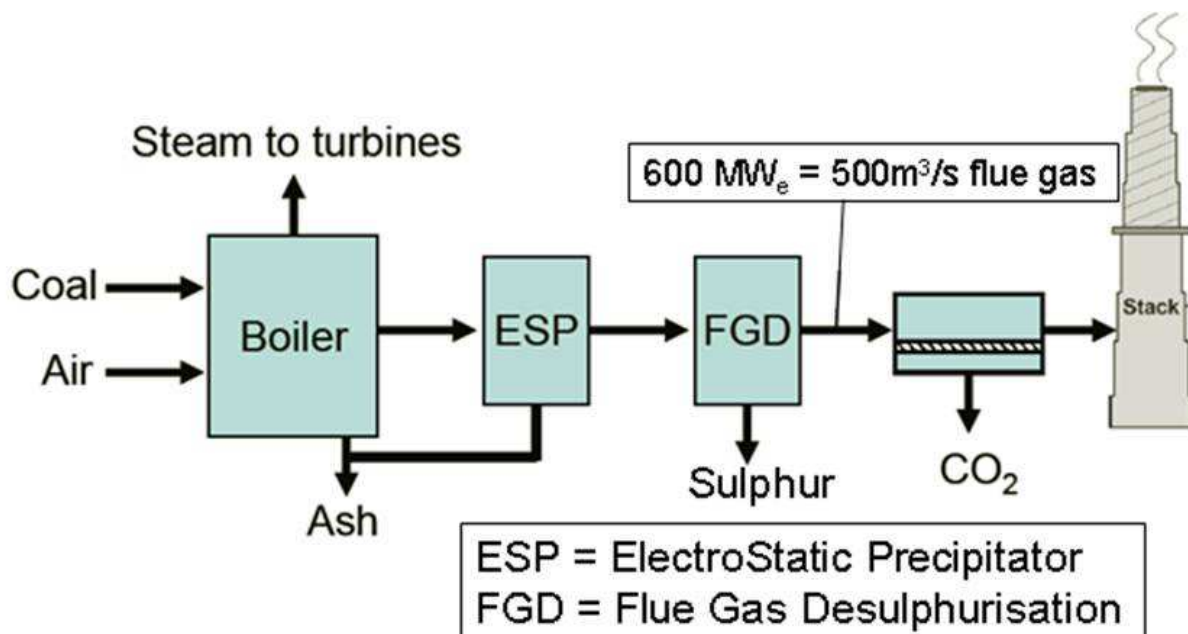 Steam to turbines
600 MWₑ = 500m³/s flue gas
Coal
Air
Boiler
ESP
FGD
Stack
Ash
Sulphur
CO₂
ESP = ElectroStatic Precipitator
FGD = Flue Gas Desulphurisation